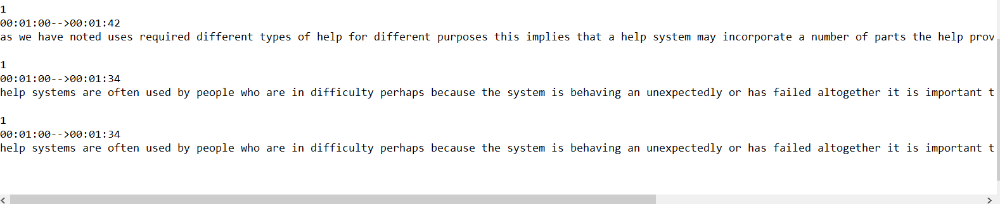 1
00:01:00-->00:01:42
as we have noted uses required different types of help for different purposes this implies that a help system may incorporate a number of parts the help prov
1
00:01:00-->00:01:34
help systems are often used by people who are in difficulty perhaps because the system is behaving an unexpectedly or has failed altogether it is important t
1
00:01:00-->00:01:34
help systems are often used by people who are in difficulty perhaps because the system is behaving an unexpectedly or has failed altogether it is important t